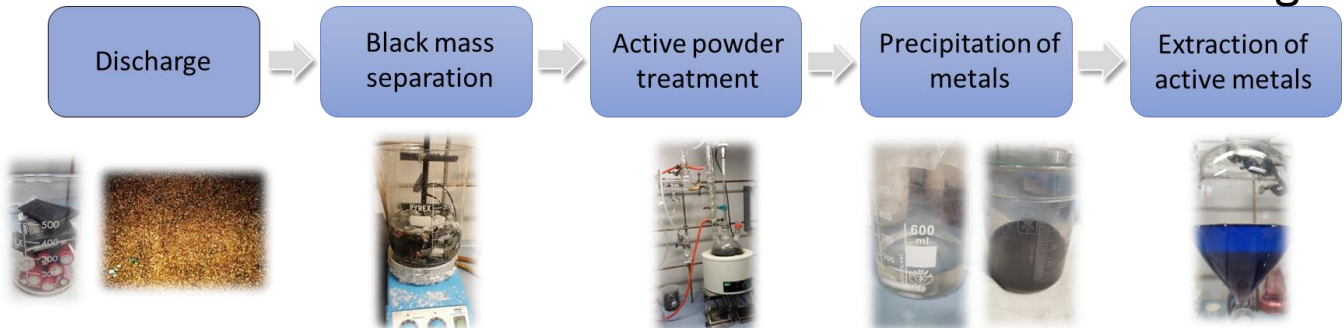 g
Discharge
Black mass
separation
Active powder
treatment
Precipitation of
metals
Extraction of
active metals
500
400
300
PYREX
600
ml